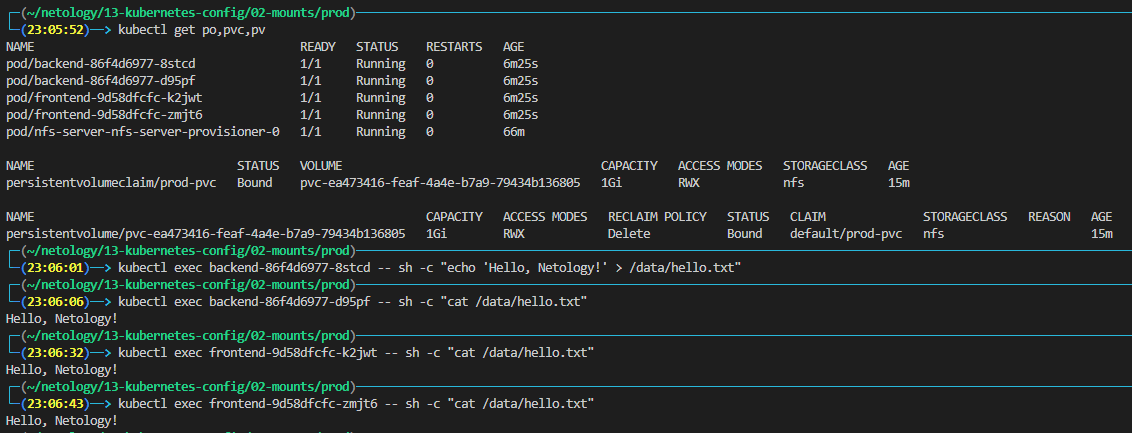 ┌─(~/netology/13-kubernetes-config/02-mounts/prod)
└─(23:05:52)──> kubectl get po,pvc,pv
NAME                                      READY   STATUS    RESTARTS   AGE
pod/backend-86f4d6977-8stcd               1/1     Running   0          6m25s
pod/backend-86f4d6977-d95pf               1/1     Running   0          6m25s
pod/frontend-9d58dfcfc-k2jwt              1/1     Running   0          6m25s
pod/frontend-9d58dfcfc-zmjt6              1/1     Running   0          6m25s
pod/nfs-server-nfs-server-provisioner-0   1/1     Running   0          66m
NAME                             STATUS   VOLUME                                     CAPACITY   ACCESS MODES   STORAGECLASS   AGE
persistentvolumeclaim/prod-pvc   Bound    pvc-ea473416-feaf-4a4e-b7a9-79434b136805   1Gi        RWX            nfs            15m
NAME                                                        CAPACITY   ACCESS MODES   RECLAIM POLICY   STATUS   CLAIM              STORAGECLASS   REASON   AGE
persistentvolume/pvc-ea473416-feaf-4a4e-b7a9-79434b136805   1Gi        RWX            Delete           Bound    default/prod-pvc   nfs                     15m
┌─(~/netology/13-kubernetes-config/02-mounts/prod)
└─(23:06:01)──> kubectl exec backend-86f4d6977-8stcd -- sh -c "echo 'Hello, Netology!' > /data/hello.txt"
┌─(~/netology/13-kubernetes-config/02-mounts/prod)
└─(23:06:06)──> kubectl exec backend-86f4d6977-d95pf -- sh -c "cat /data/hello.txt"
Hello, Netology!
┌─(~/netology/13-kubernetes-config/02-mounts/prod)
└─(23:06:32)──> kubectl exec frontend-9d58dfcfc-k2jwt -- sh -c "cat /data/hello.txt"
Hello, Netology!
┌─(~/netology/13-kubernetes-config/02-mounts/prod)
└─(23:06:43)──> kubectl exec frontend-9d58dfcfc-zmjt6 -- sh -c "cat /data/hello.txt"
Hello, Netology!